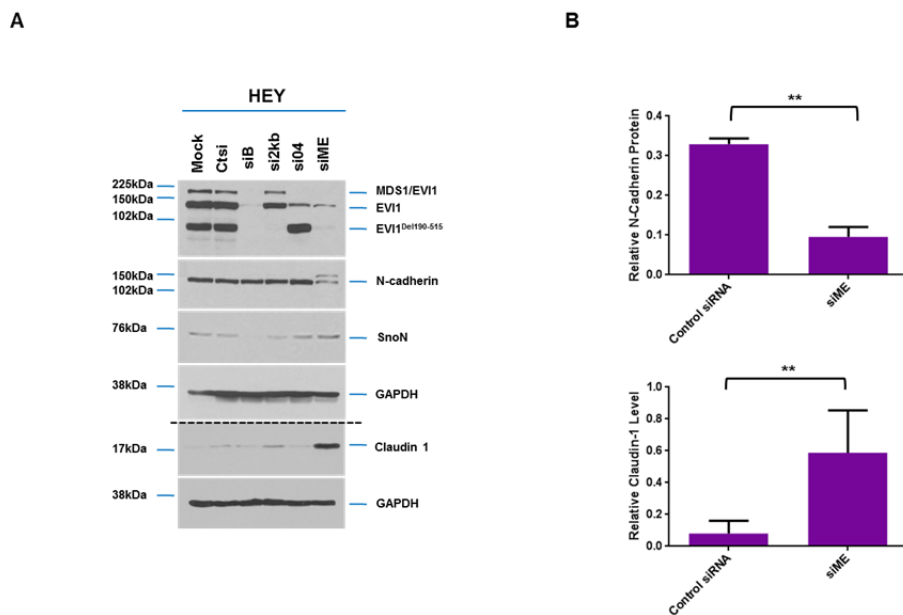 A
HEY
Mock Ctsi siB si2kb si04 siME
225kDa
150kDa
102kDa
MDS1/EVI1
EVI1
EVI1Del190-515
150kDa
102kDa
N-cadherin
76kDa
SnoN
38kDa
GAPDH
17kDa
Claudin 1
38kDa
GAPDH
B
**
Relative N-Cadherin Protein
0.4
0.3
0.2
0.1
0.0
Control siRNA siME
**
Relative Claudin-1 Level
1.0
0.8
0.6
0.4
0.2
0.0
Control siRNA siME